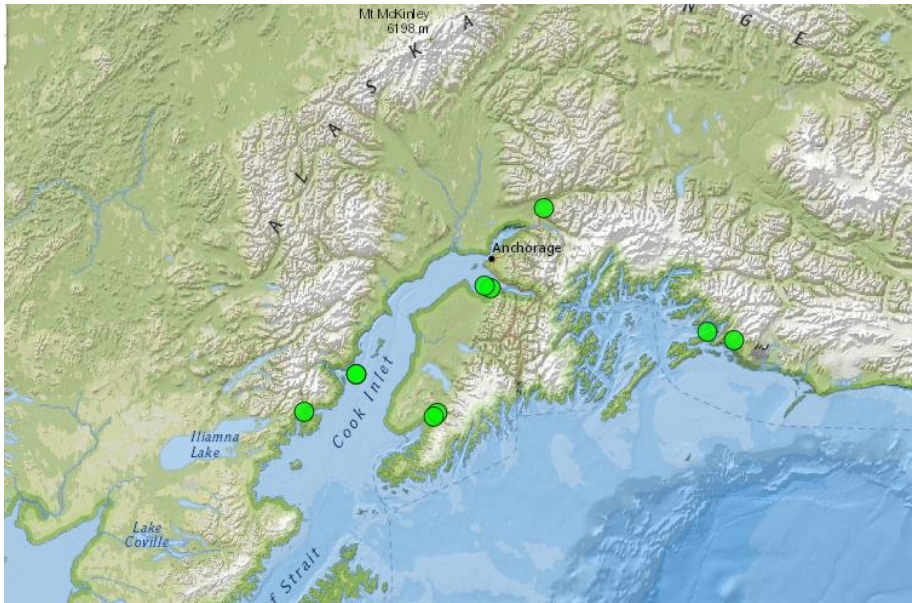 Mt McKinley
6198 m
A L A S K A
N G E
Anchorage
Cook Inlet
Iliamna
Lake
Lake
Coville
f Strait